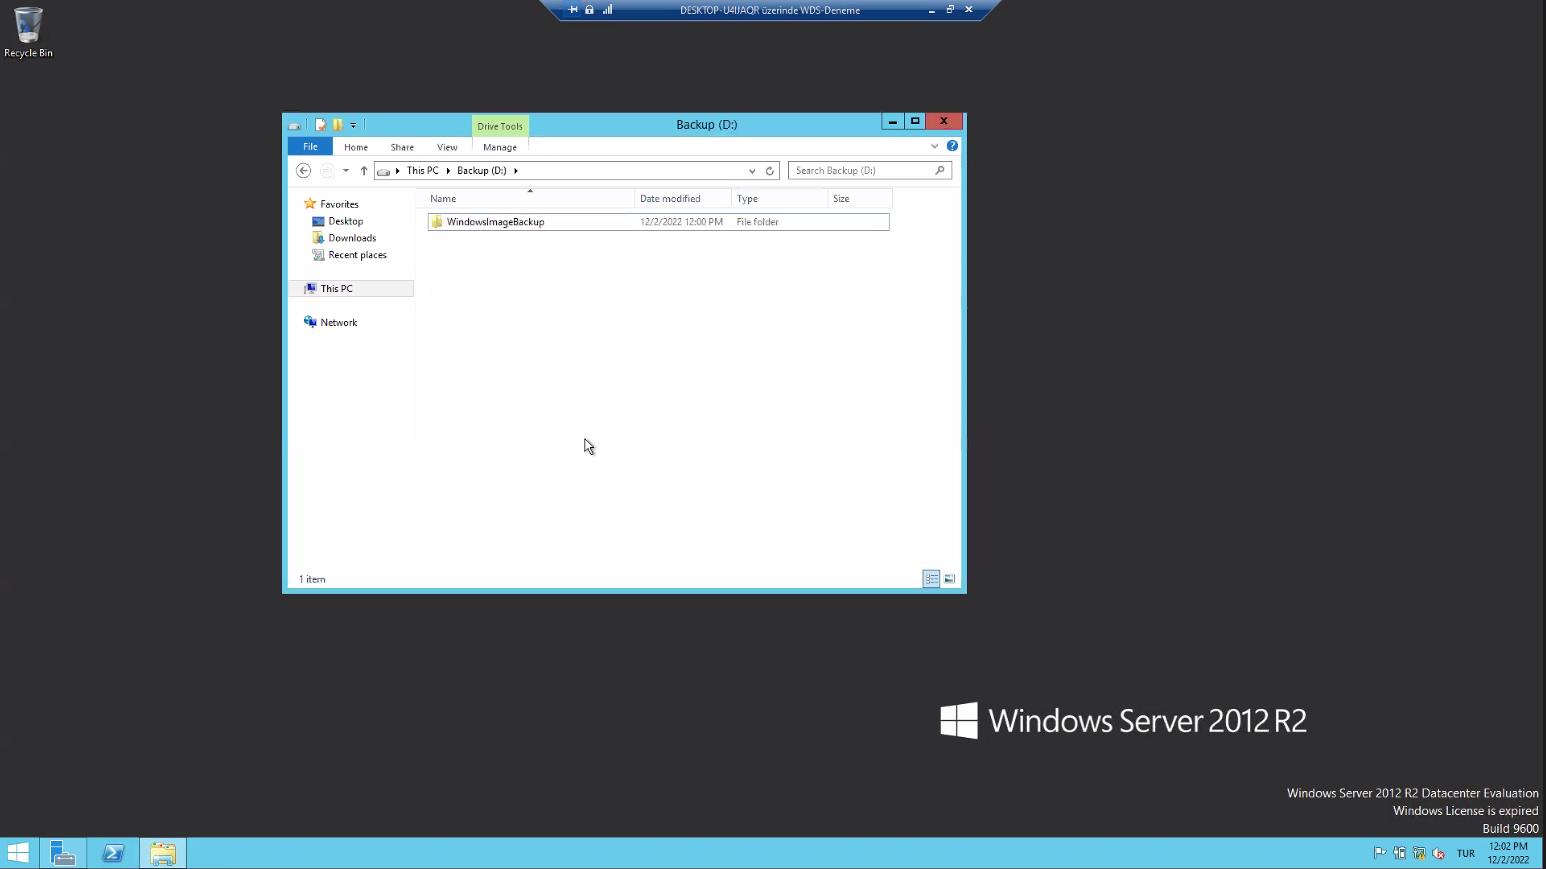 DESKTOP-U4IJAQR üzerinde WDS-Deneme
Recycle Bin
Drive Tools
Backup (D:)
File
Home
Share
View
Manage
This PC
Backup (D:)
Search Backup (D:)
Favorites
Desktop
Downloads
Recent places
This PC
Network
Name
Date modified
Type
Size
WindowsImageBackup
12/2/2022 12:00 PM
File folder
1 item
Windows Server 2012 R2
Windows Server 2012 R2 Datacenter Evaluation
Windows License is expired
Build 9600
TUR
12:02 PM
12/2/2022